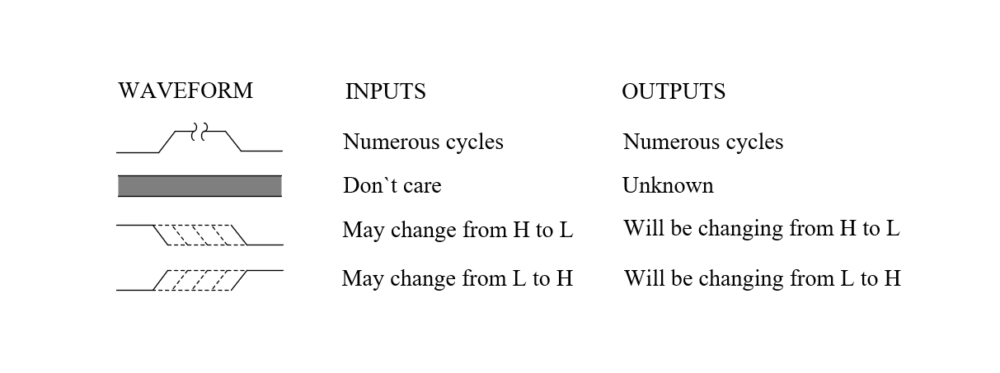 WAVEFORM INPUTS OUTPUTS
Numerous cycles Numerous cycles
Don`t care Unknown
May change from H to L Will be changing from H to L
May change from L to H Will be changing from L to H